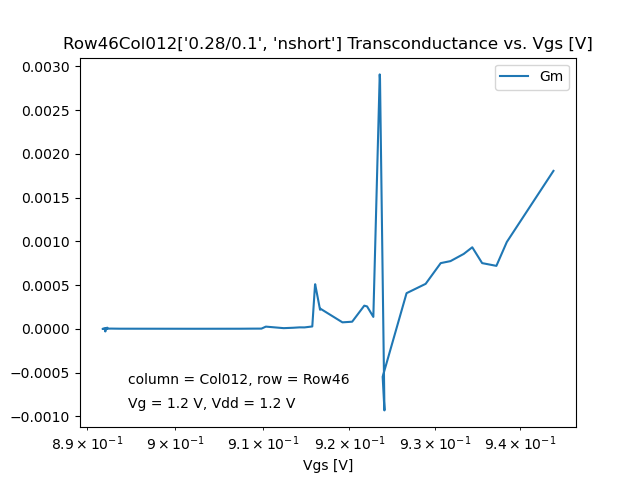 Row46Col012['0.28/0.1', 'nshort'] Transconductance vs. Vgs [V]
Gm
0.0030
0.0025
0.0020
0.0015
0.0010
0.0005
0.0000
−0.0005
−0.0010
column = Col012, row = Row46
Vg = 1.2 V, Vdd = 1.2 V
8.9 × 10⁻¹ 9 × 10⁻¹ 9.1 × 10⁻¹ 9.2 × 10⁻¹ 9.3 × 10⁻¹ 9.4 × 10⁻¹
Vgs [V]